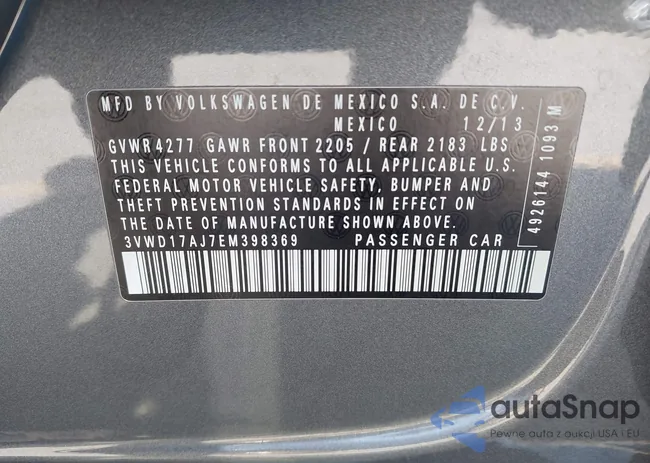 MFD BY VOLKSWAGEN DE MEXICO S.A. DE C.V.
MEXICO 12/13
GVWR 4277 GAWR FRONT 2205 / REAR 2183 LBS
THIS VEHICLE CONFORMS TO ALL APPLICABLE U.S.
FEDERAL MOTOR VEHICLE SAFETY, BUMPER AND
THEFT PREVENTION STANDARDS IN EFFECT ON
THE DATE OF MANUFACTURE SHOWN ABOVE.
3VWD17AJ7EM398369 PASSENGER CAR
4926144 1093 M
autaSnap
Pewne auta z aukcji USA i EU